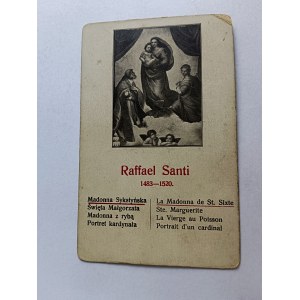 Raffael Santi
1483—1520.
Madonna Sykstyńska
Święta Małgorzata
Madonna z rybą
Portret kardynała
La Madonna de St. Sixte
Ste. Marguerite
La Vierge au Poisson
Portrait d'un cardinal